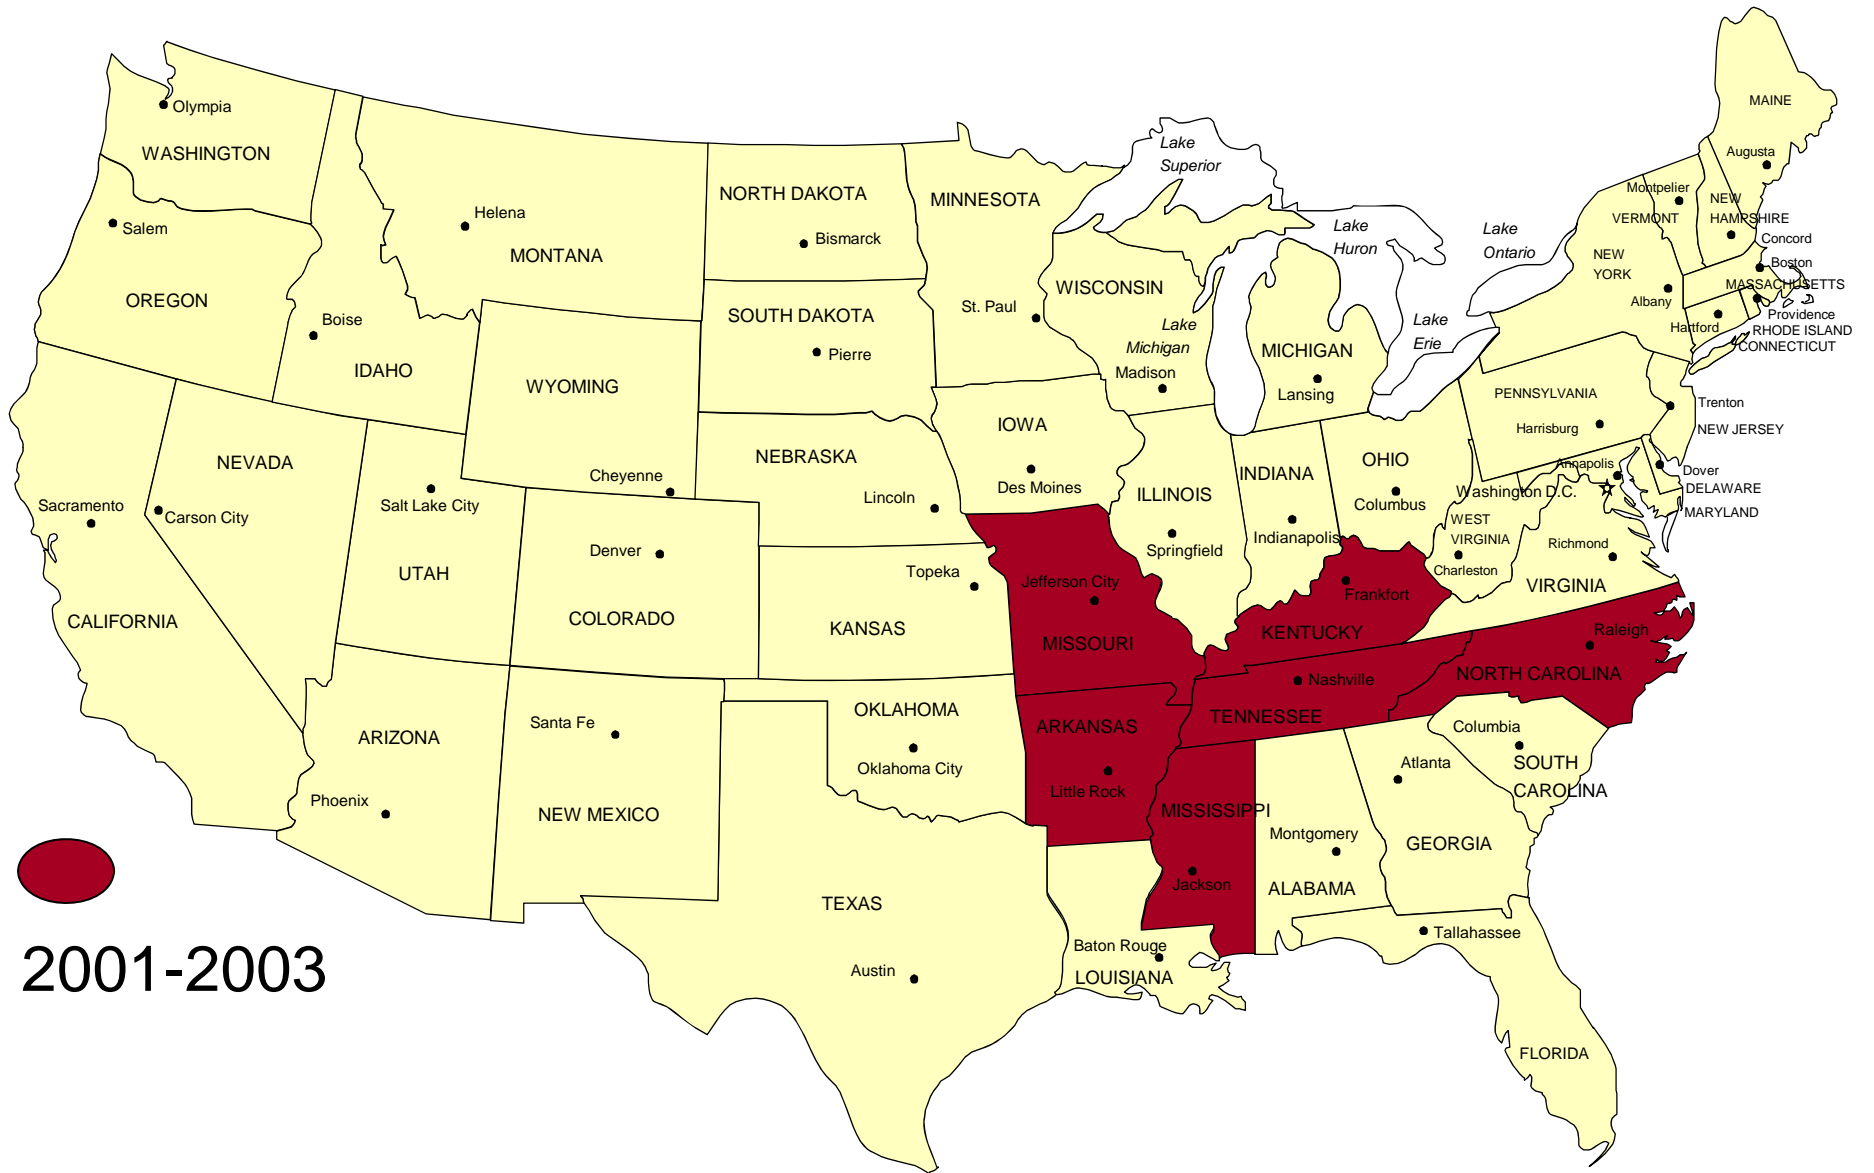 Olympia
WASHINGTON
Salem
OREGON
Helena
MONTANA
Boise
IDAHO
NORTH DAKOTA
Bismarck
SOUTH DAKOTA
Pierre
WYOMING
Cheyenne
NEBRASKA
Lincoln
MINNESOTA
St. Paul
Lake
Superior
WISCONSIN
Madison
Lake
Michigan
MICHIGAN
Lansing
Lake
Huron
Lake
Erie
Lake
Ontario
MAINE
Augusta
Montpelier
VERMONT
NEW
HAMPSHIRE
Concord
NEW
YORK
Albany
Boston
MASSACHUSETTS
Hartford
Providence
RHODE ISLAND
CONNECTICUT
PENNSYLVANIA
Harrisburg
Trenton
NEW JERSEY
Annapolis
Dover
DELAWARE
Washington D.C.
MARYLAND
IOWA
Des Moines
ILLINOIS
Springfield
INDIANA
Indianapolis
OHIO
Columbus
WEST
VIRGINIA
Charleston
Richmond
VIRGINIA
Sacramento
CALIFORNIA
NEVADA
Carson City
Salt Lake City
UTAH
Denver
COLORADO
Topeka
KANSAS
Jefferson City
MISSOURI
Frankfort
KENTUCKY
Raleigh
NORTH CAROLINA
Nashville
TENNESSEE
ARIZONA
Phoenix
Santa Fe
NEW MEXICO
OKLAHOMA
Oklahoma City
ARKANSAS
Little Rock
MISSISSIPPI
Jackson
Montgomery
ALABAMA
Atlanta
GEORGIA
Columbia
SOUTH
CAROLINA
TEXAS
Austin
Baton Rouge
LOUISIANA
Tallahassee
FLORIDA
2001-2003